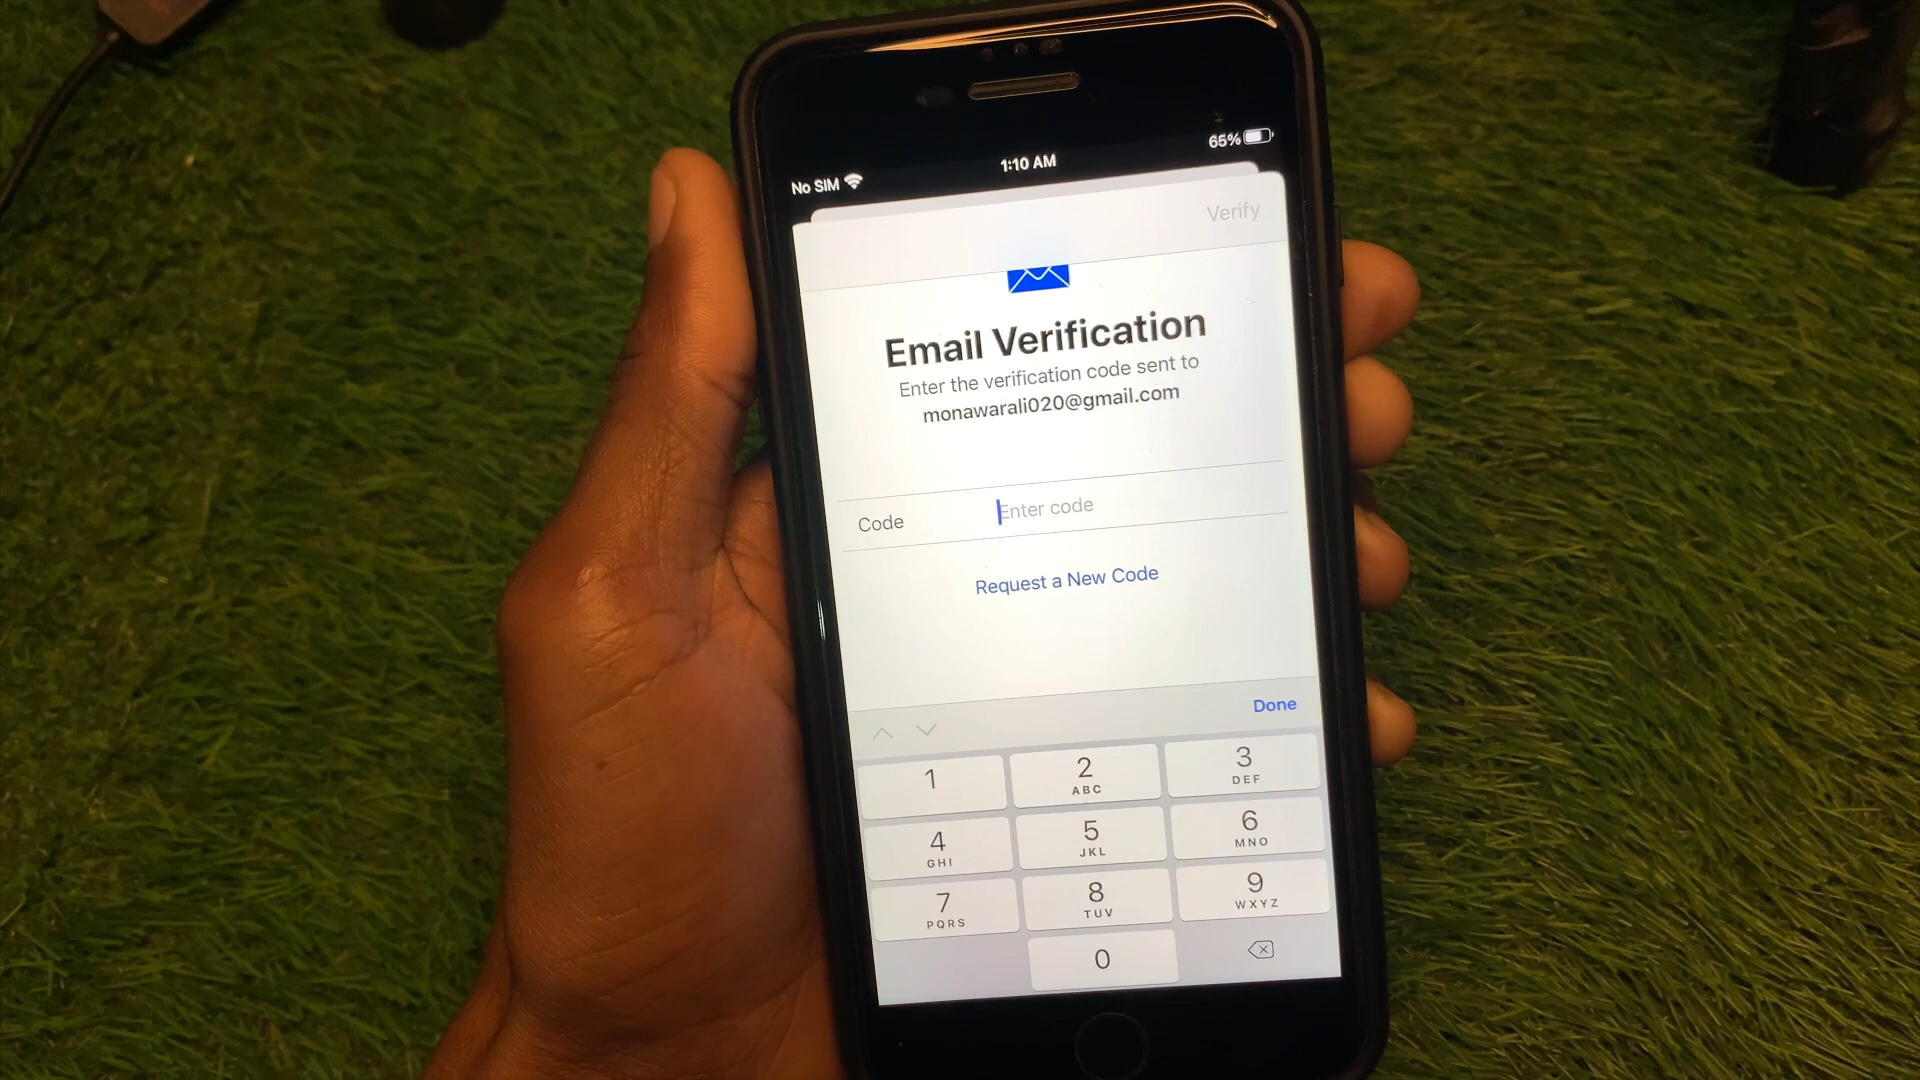 No SIM
1:10 AM
65%
Verify
Email Verification
Enter the verification code sent to
monawarali020@gmail.com
Code
Enter code
Request a New Code
Done
1
2
ABC
3
DEF
4
GHI
5
JKL
6
MNO
7
PQRS
8
TUV
9
WXYZ
0